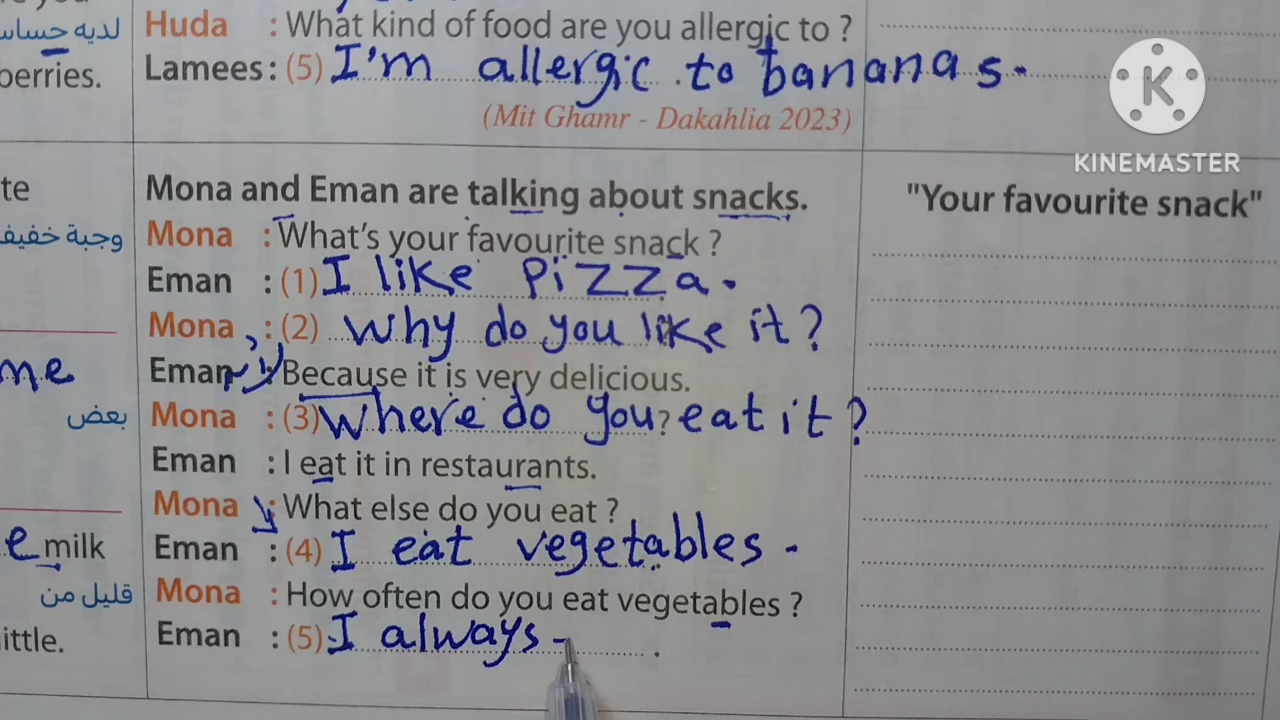 Huda : What kind of food are you allergic to ?
لديه
Lamees : (5) I'm allergic to bananas.
berries.
(Mit Ghamr - Dakahlia 2023)
KINEMASTER
te
Mona and Eman are talking about snacks.
"Your favourite snack"
وجبة
Mona : What's your favourite snack ?
Eman : (1) I like pizza.
Mona : (2) Why do you like it?
me
Eman : Because it is very delicious.
بعض
Mona : (3) Where do you ? eat it ?
Eman : I eat it in restaurants.
Mona : What else do you eat ?
e milk
Eman : (4) I eat vegetables.
قليل من
Mona : How often do you eat vegetables ?
ittle.
Eman : (5) I always .